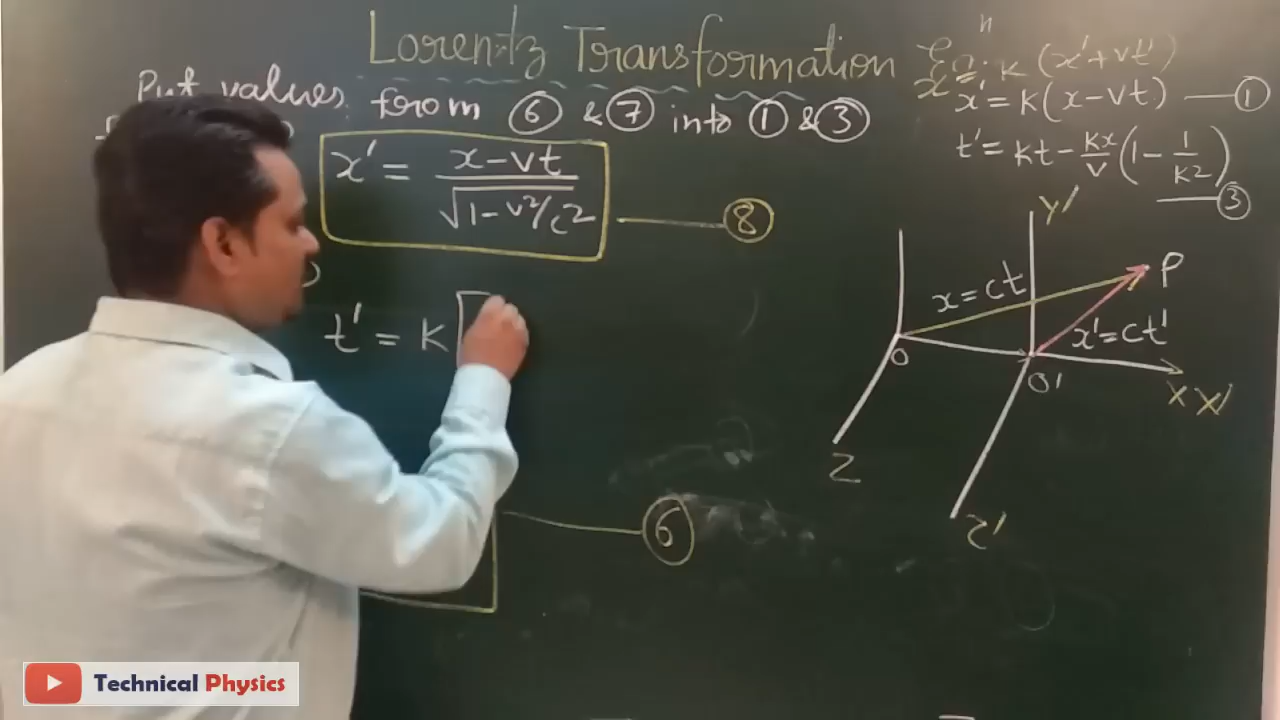 Lorentz Transformation Eqn:
x = k(x'+vt')
Put values from ⑥ & ⑦ into ① & ③
x' = k(x-vt) — ①
t' = kt - kx/v (1 - 1/k2) — ③
x' = x-vt / √1-v²/c2 — ⑧
t' = k [
⑥
Y'
P
x=ct
x'=ct'
O
O'
X X'
Z
Z'
Technical Physics